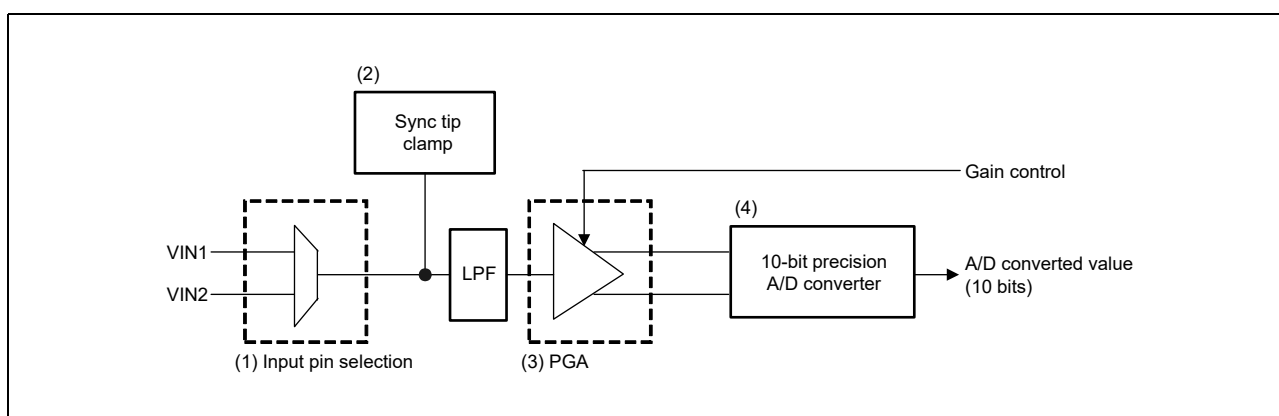 (2)
Sync tip
clamp
Gain control
(4)
VIN1
VIN2
LPF
10-bit precision
A/D converter
A/D converted value
(10 bits)
(1) Input pin selection
(3) PGA